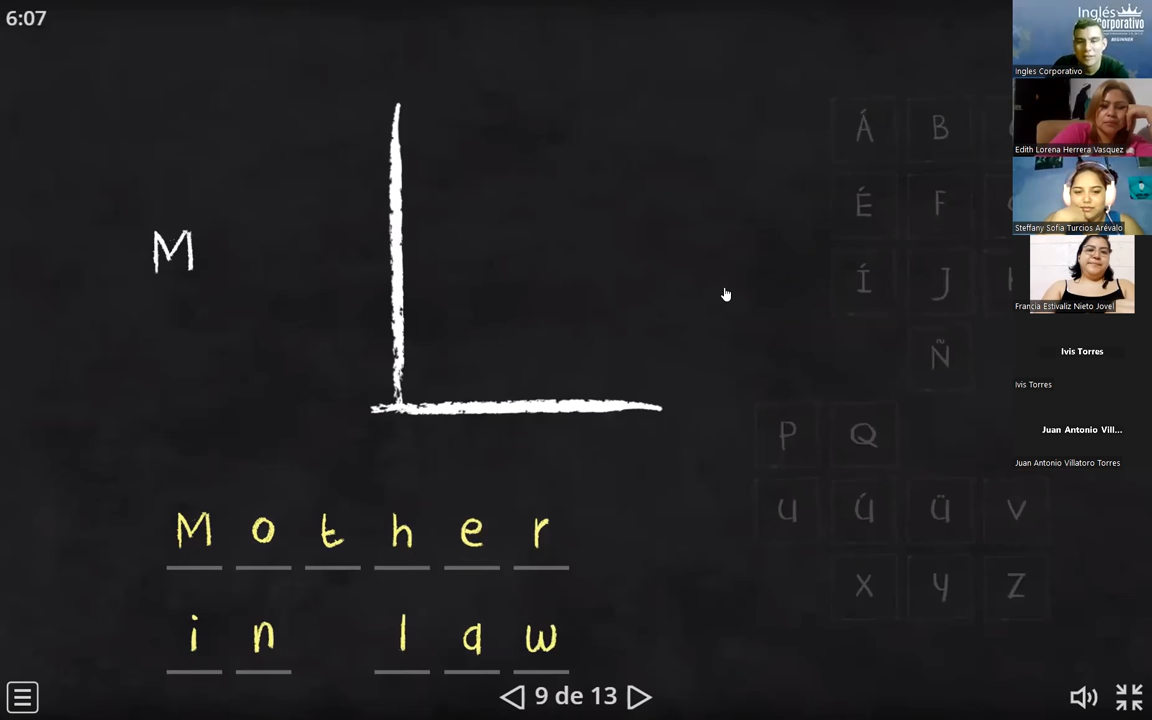 6:07
M
Á B
É F
Í J
Ñ
P Q
u ú ü v
x y z
Mother
in law
9 de 13
Inglés
Corporativo
BEGINNER
Ingles Corporativo
Edith Lorena Herrera Vasquez
Steffany Sofía Turcios Arévalo
Francia Estivaliz Nieto Jovel
Ivis Torres
Ivis Torres
Juan Antonio Vill...
Juan Antonio Villatoro Torres